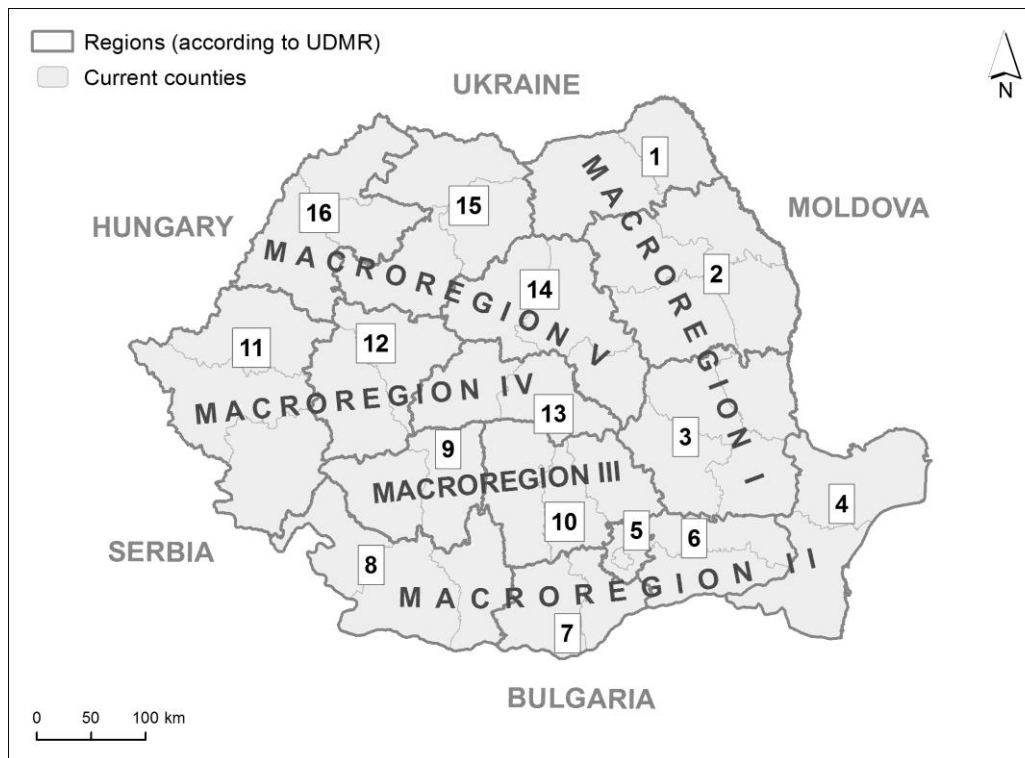 Regions (according to UDMR)
Current counties
N
UKRAINE
HUNGARY
MOLDOVA
SERBIA
BULGARIA
MACROREGION I
MACROREGION V
MACROREGION IV
MACROREGION III
MACROREGION II
1
2
3
4
5
6
7
8
9
10
11
12
13
14
15
16
0 50 100 km